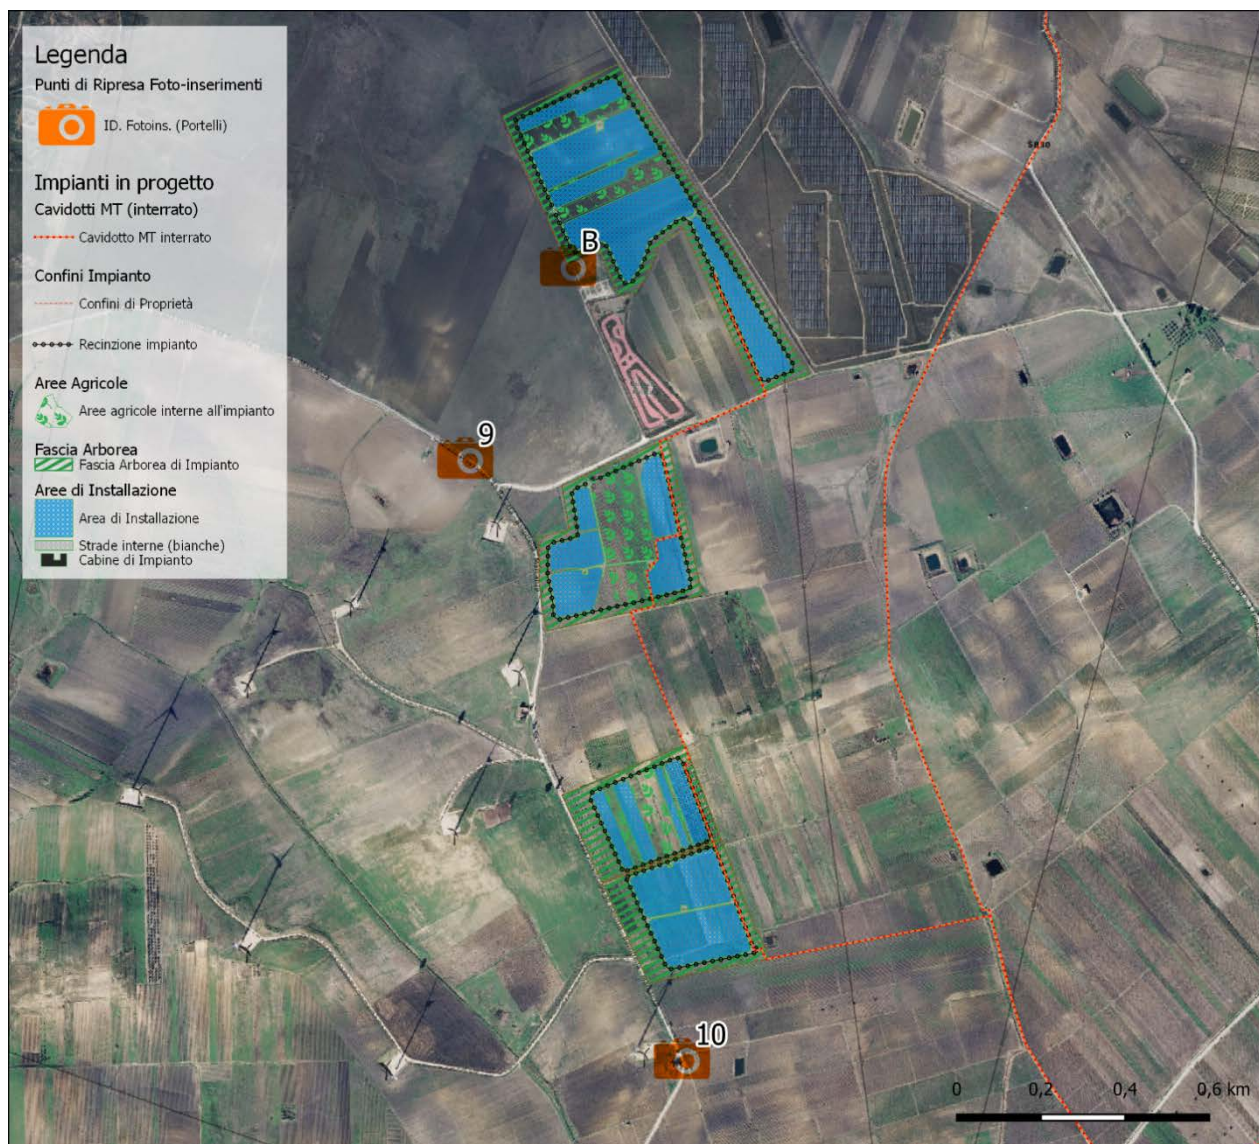 Legenda
Punti di Ripresa Foto-inserimenti
ID. Fotoins. (Portelli)
Impianti in progetto
Cavidotti MT (interrato)
Cavidotto MT interrato
Confini Impianto
Confini di Proprietà
Recinzione impianto
Aree Agricole
Aree agricole interne all'impianto
Fascia Arborea
Fascia Arborea di Impianto
Aree di Installazione
Area di Installazione
Strade interne (bianche)
Cabine di Impianto
B
9
10
0 0,2 0,4 0,6 km